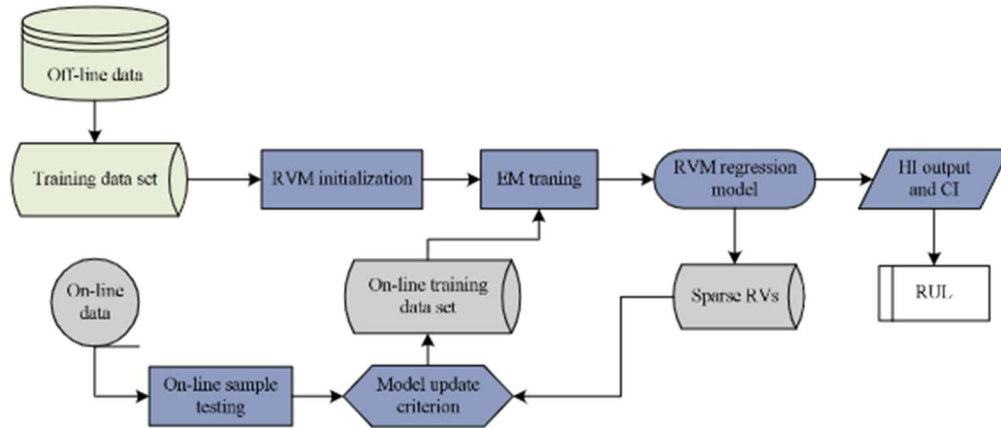 Off-line data
Training data set
RVM initialization
EM traning
RVM regression
model
HI output
and CI
On-line
data
On-line training
data set
Sparse RVs
RUL
On-line sample
testing
Model update
criterion